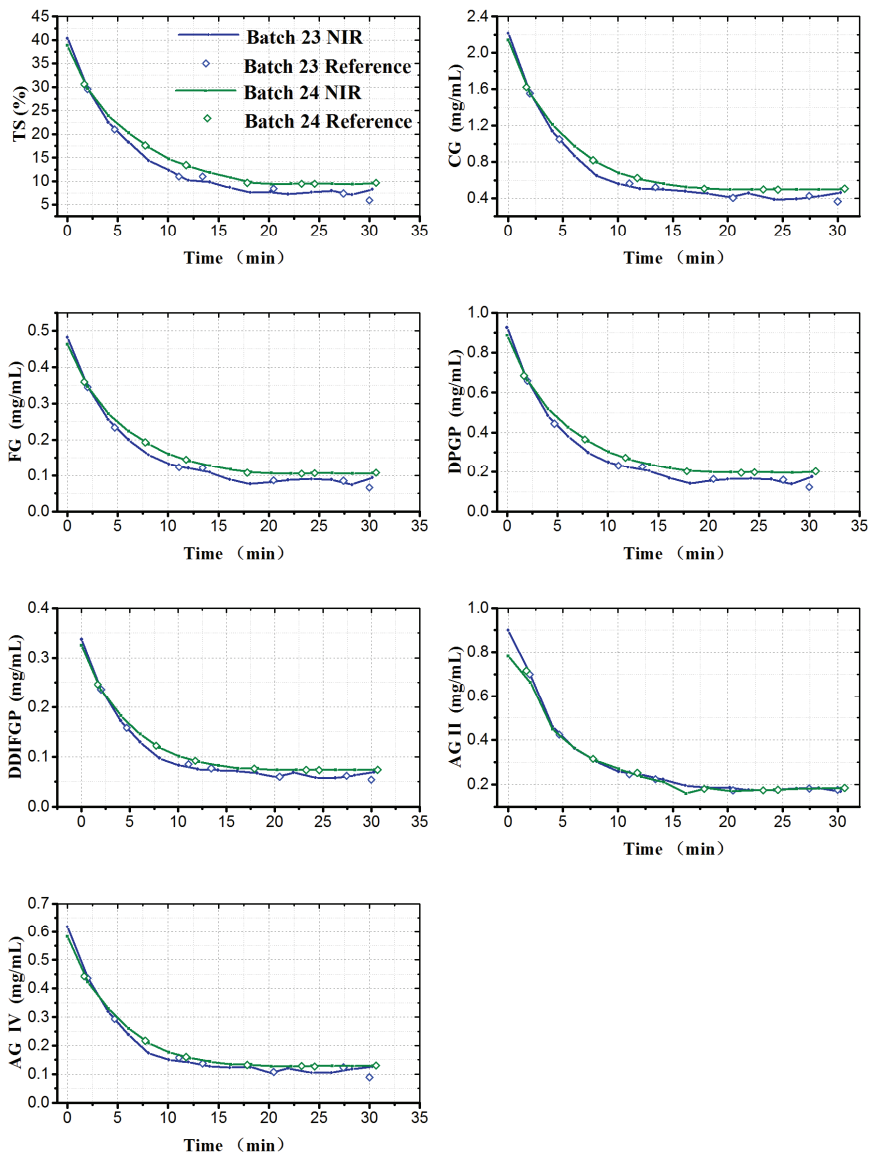 TS (%)
45
40
35
30
25
20
15
10
5
Batch 23 NIR
Batch 23 Reference
Batch 24 NIR
Batch 24 Reference
0 5 10 15 20 25 30 35
Time （min）
CG (mg/mL)
2.4
2.0
1.6
1.2
0.8
0.4
0 5 10 15 20 25 30 35
Time （min）
FG (mg/mL)
0.5
0.4
0.3
0.2
0.1
0.0
0 5 10 15 20 25 30 35
Time （min）
DPGP (mg/mL)
1.0
0.8
0.6
0.4
0.2
0.0
0 5 10 15 20 25 30 35
Time （min）
DDIFGP (mg/mL)
0.4
0.3
0.2
0.1
0.0
0 5 10 15 20 25 30 35
Time （min）
AG II (mg/mL)
1.0
0.8
0.6
0.4
0.2
0 5 10 15 20 25 30 35
Time （min）
AG IV (mg/mL)
0.7
0.6
0.5
0.4
0.3
0.2
0.1
0.0
0 5 10 15 20 25 30 35
Time （min）